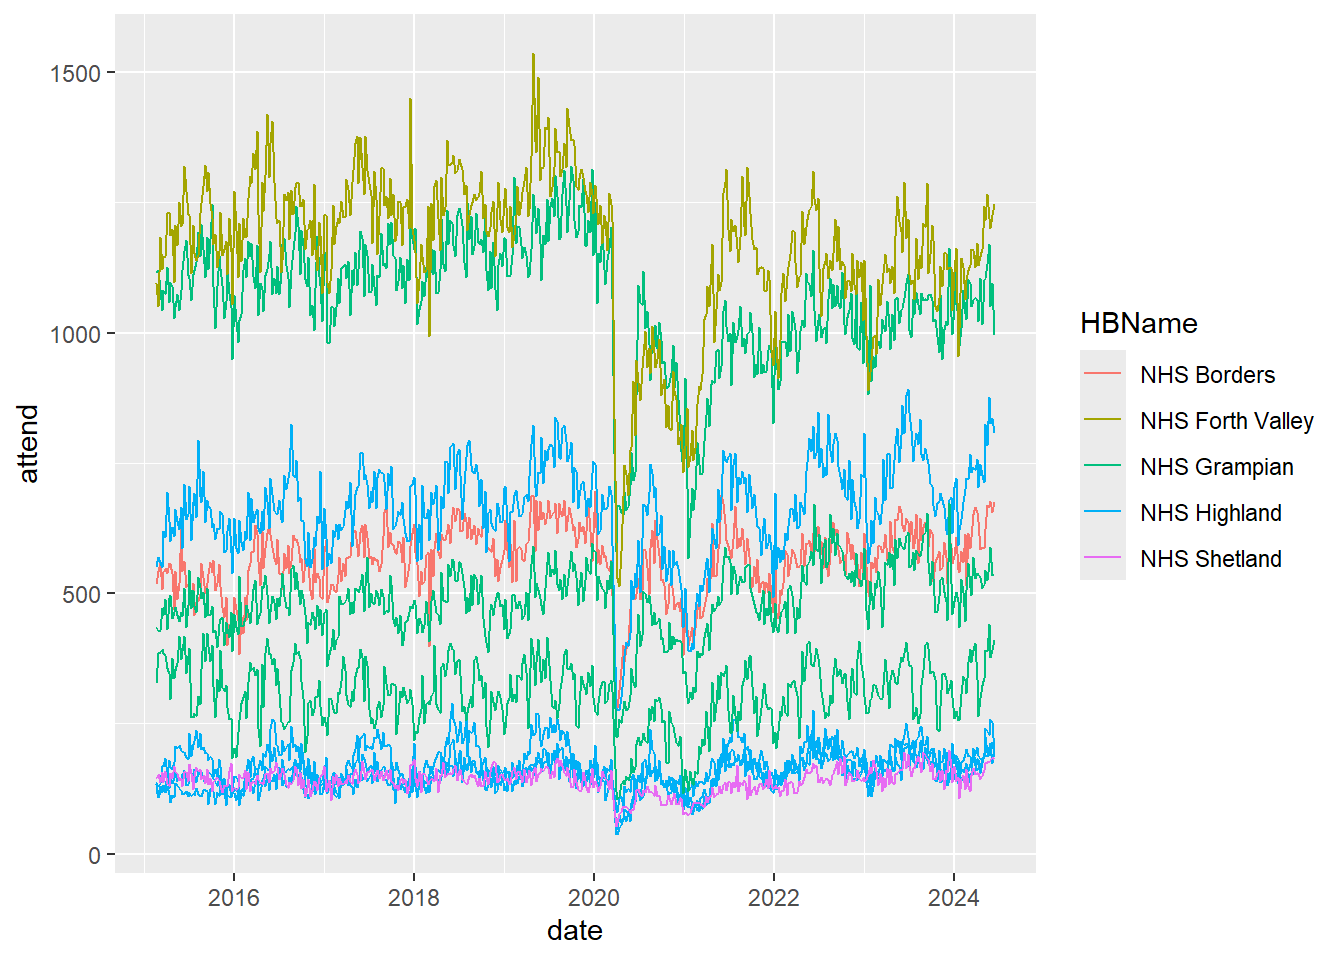 1500
1000
500
0
attend
2016
2018
2020
2022
2024
date
HBName
NHS Borders
NHS Forth Valley
NHS Grampian
NHS Highland
NHS Shetland